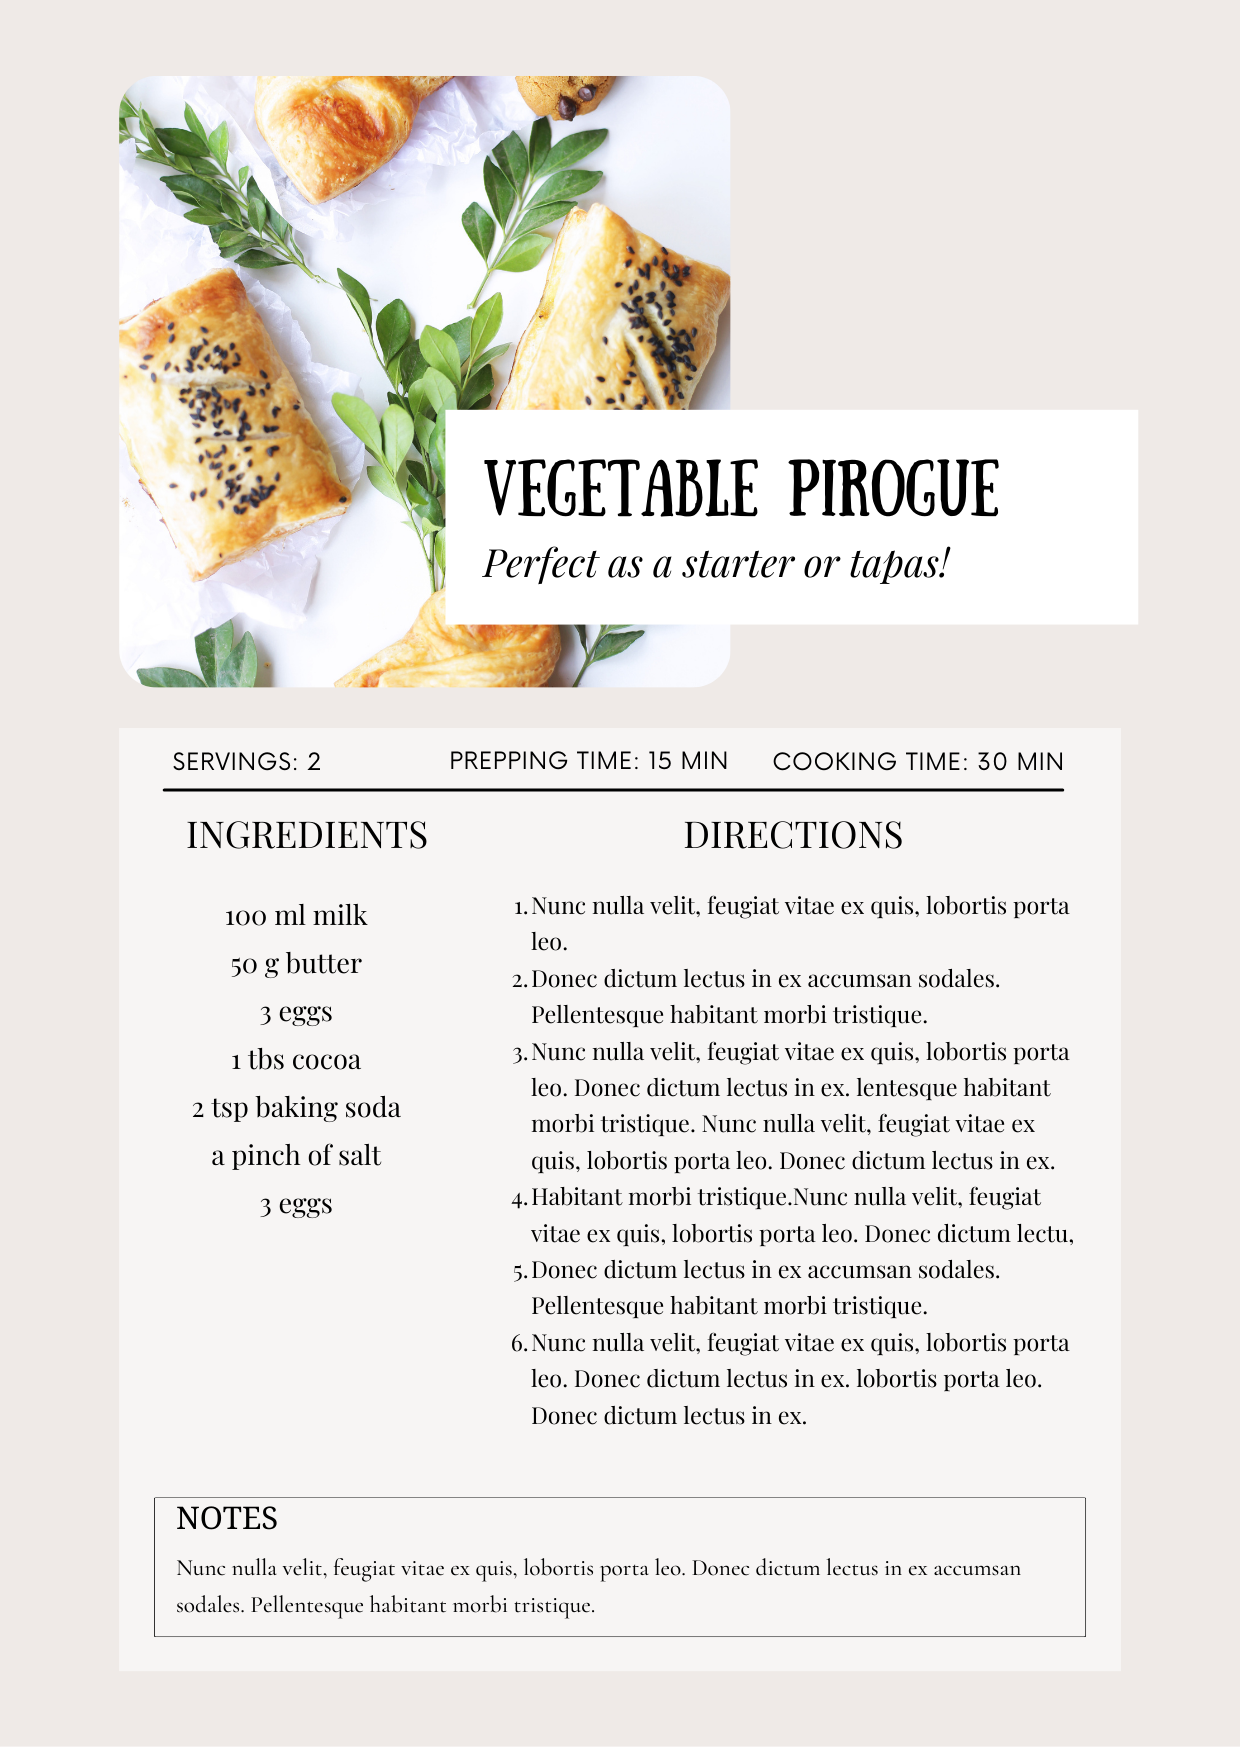 VEGETABLE PIROGUE
Perfect as a starter or tapas!
SERVINGS: 2
PREPPING TIME: 15 MIN
COOKING TIME: 30 MIN
INGREDIENTS
100 ml milk
50 g butter
3 eggs
1 tbs cocoa
2 tsp baking soda
a pinch of salt
3 eggs
DIRECTIONS
1. Nunc nulla velit, feugiat vitae ex quis, lobortis porta
leo.
2. Donec dictum lectus in ex accumsan sodales.
Pellentesque habitant morbi tristique.
3. Nunc nulla velit, feugiat vitae ex quis, lobortis porta
leo. Donec dictum lectus in ex. lentesque habitant
morbi tristique. Nunc nulla velit, feugiat vitae ex
quis, lobortis porta leo. Donec dictum lectus in ex.
4. Habitant morbi tristique.Nunc nulla velit, feugiat
vitae ex quis, lobortis porta leo. Donec dictum lectu,
5. Donec dictum lectus in ex accumsan sodales.
Pellentesque habitant morbi tristique.
6. Nunc nulla velit, feugiat vitae ex quis, lobortis porta
leo. Donec dictum lectus in ex. lobortis porta leo.
Donec dictum lectus in ex.
NOTES
Nunc nulla velit, feugiat vitae ex quis, lobortis porta leo. Donec dictum lectus in ex accumsan
sodales. Pellentesque habitant morbi tristique.